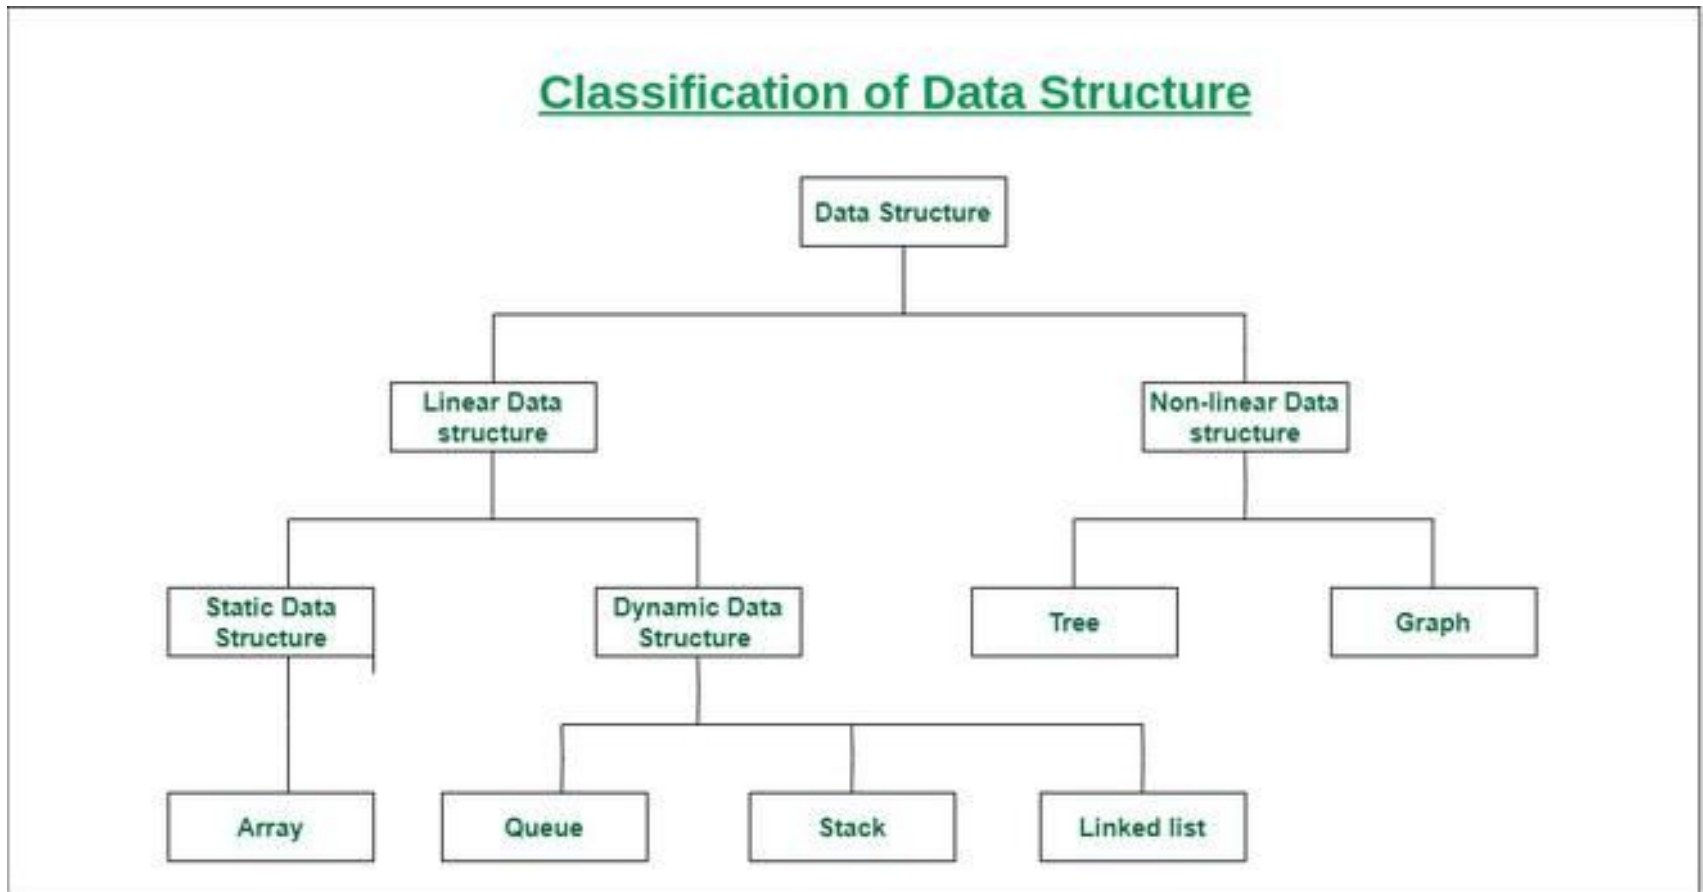 Classification of Data Structure
Data Structure
Linear Data
structure
Non-linear Data
structure
Static Data
Structure
Dynamic Data
Structure
Tree
Graph
Array
Queue
Stack
Linked list